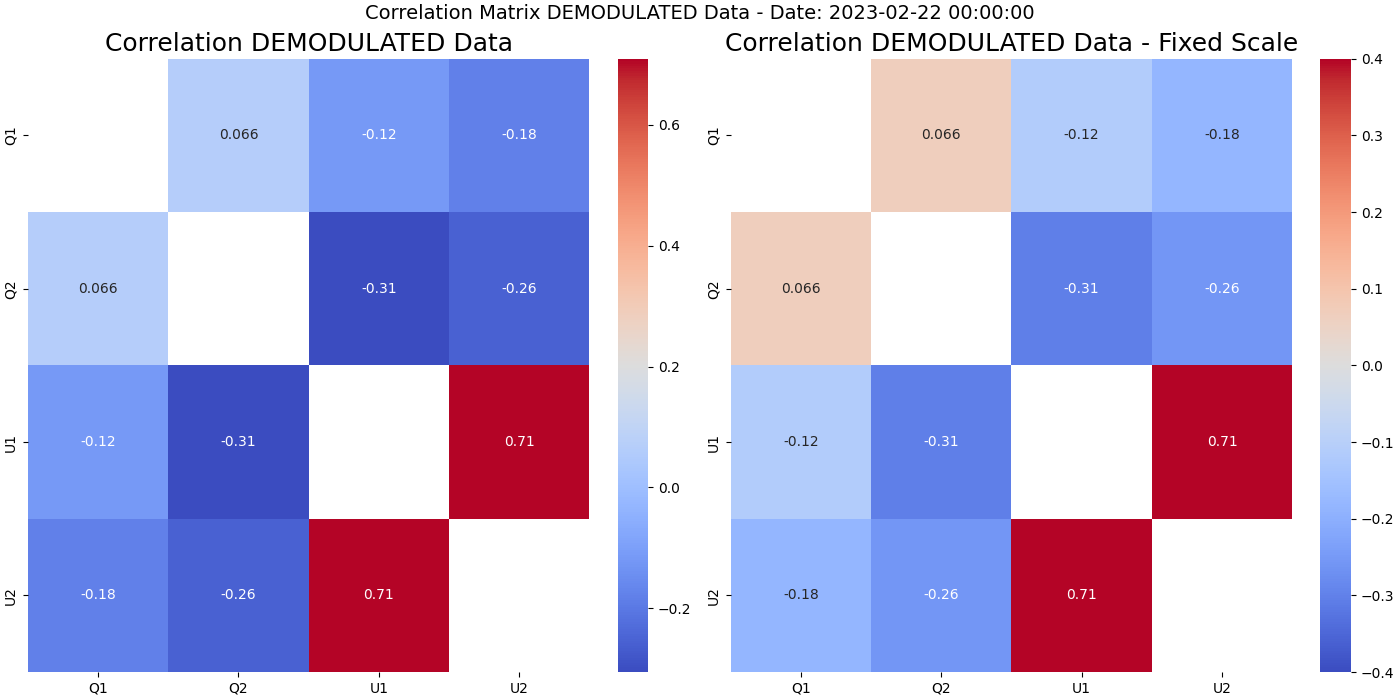 Correlation Matrix DEMODULATED Data - Date: 2023-02-22 00:00:00
Correlation DEMODULATED Data
Q1
0.066
-0.12
-0.18
Q2
0.066
-0.31
-0.26
U1
-0.12
-0.31
0.71
U2
-0.18
-0.26
0.71
Q1
Q2
U1
U2
0.6
0.4
0.2
0.0
−0.2
Correlation DEMODULATED Data - Fixed Scale
Q1
0.066
-0.12
-0.18
Q2
0.066
-0.31
-0.26
U1
-0.12
-0.31
0.71
U2
-0.18
-0.26
0.71
Q1
Q2
U1
U2
0.4
0.3
0.2
0.1
0.0
−0.1
−0.2
−0.3
−0.4